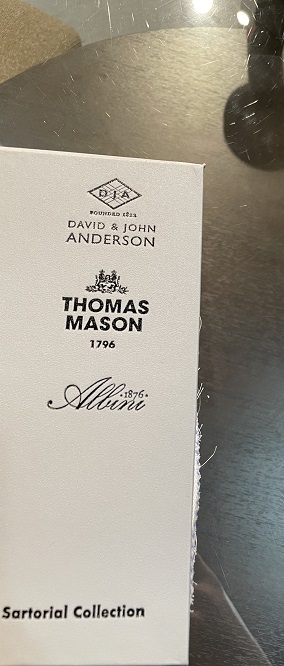 DJA
FOUNDED 1822
DAVID & JOHN
ANDERSON
THOMAS
MASON
1796
Albini ·1876·
Sartorial Collection